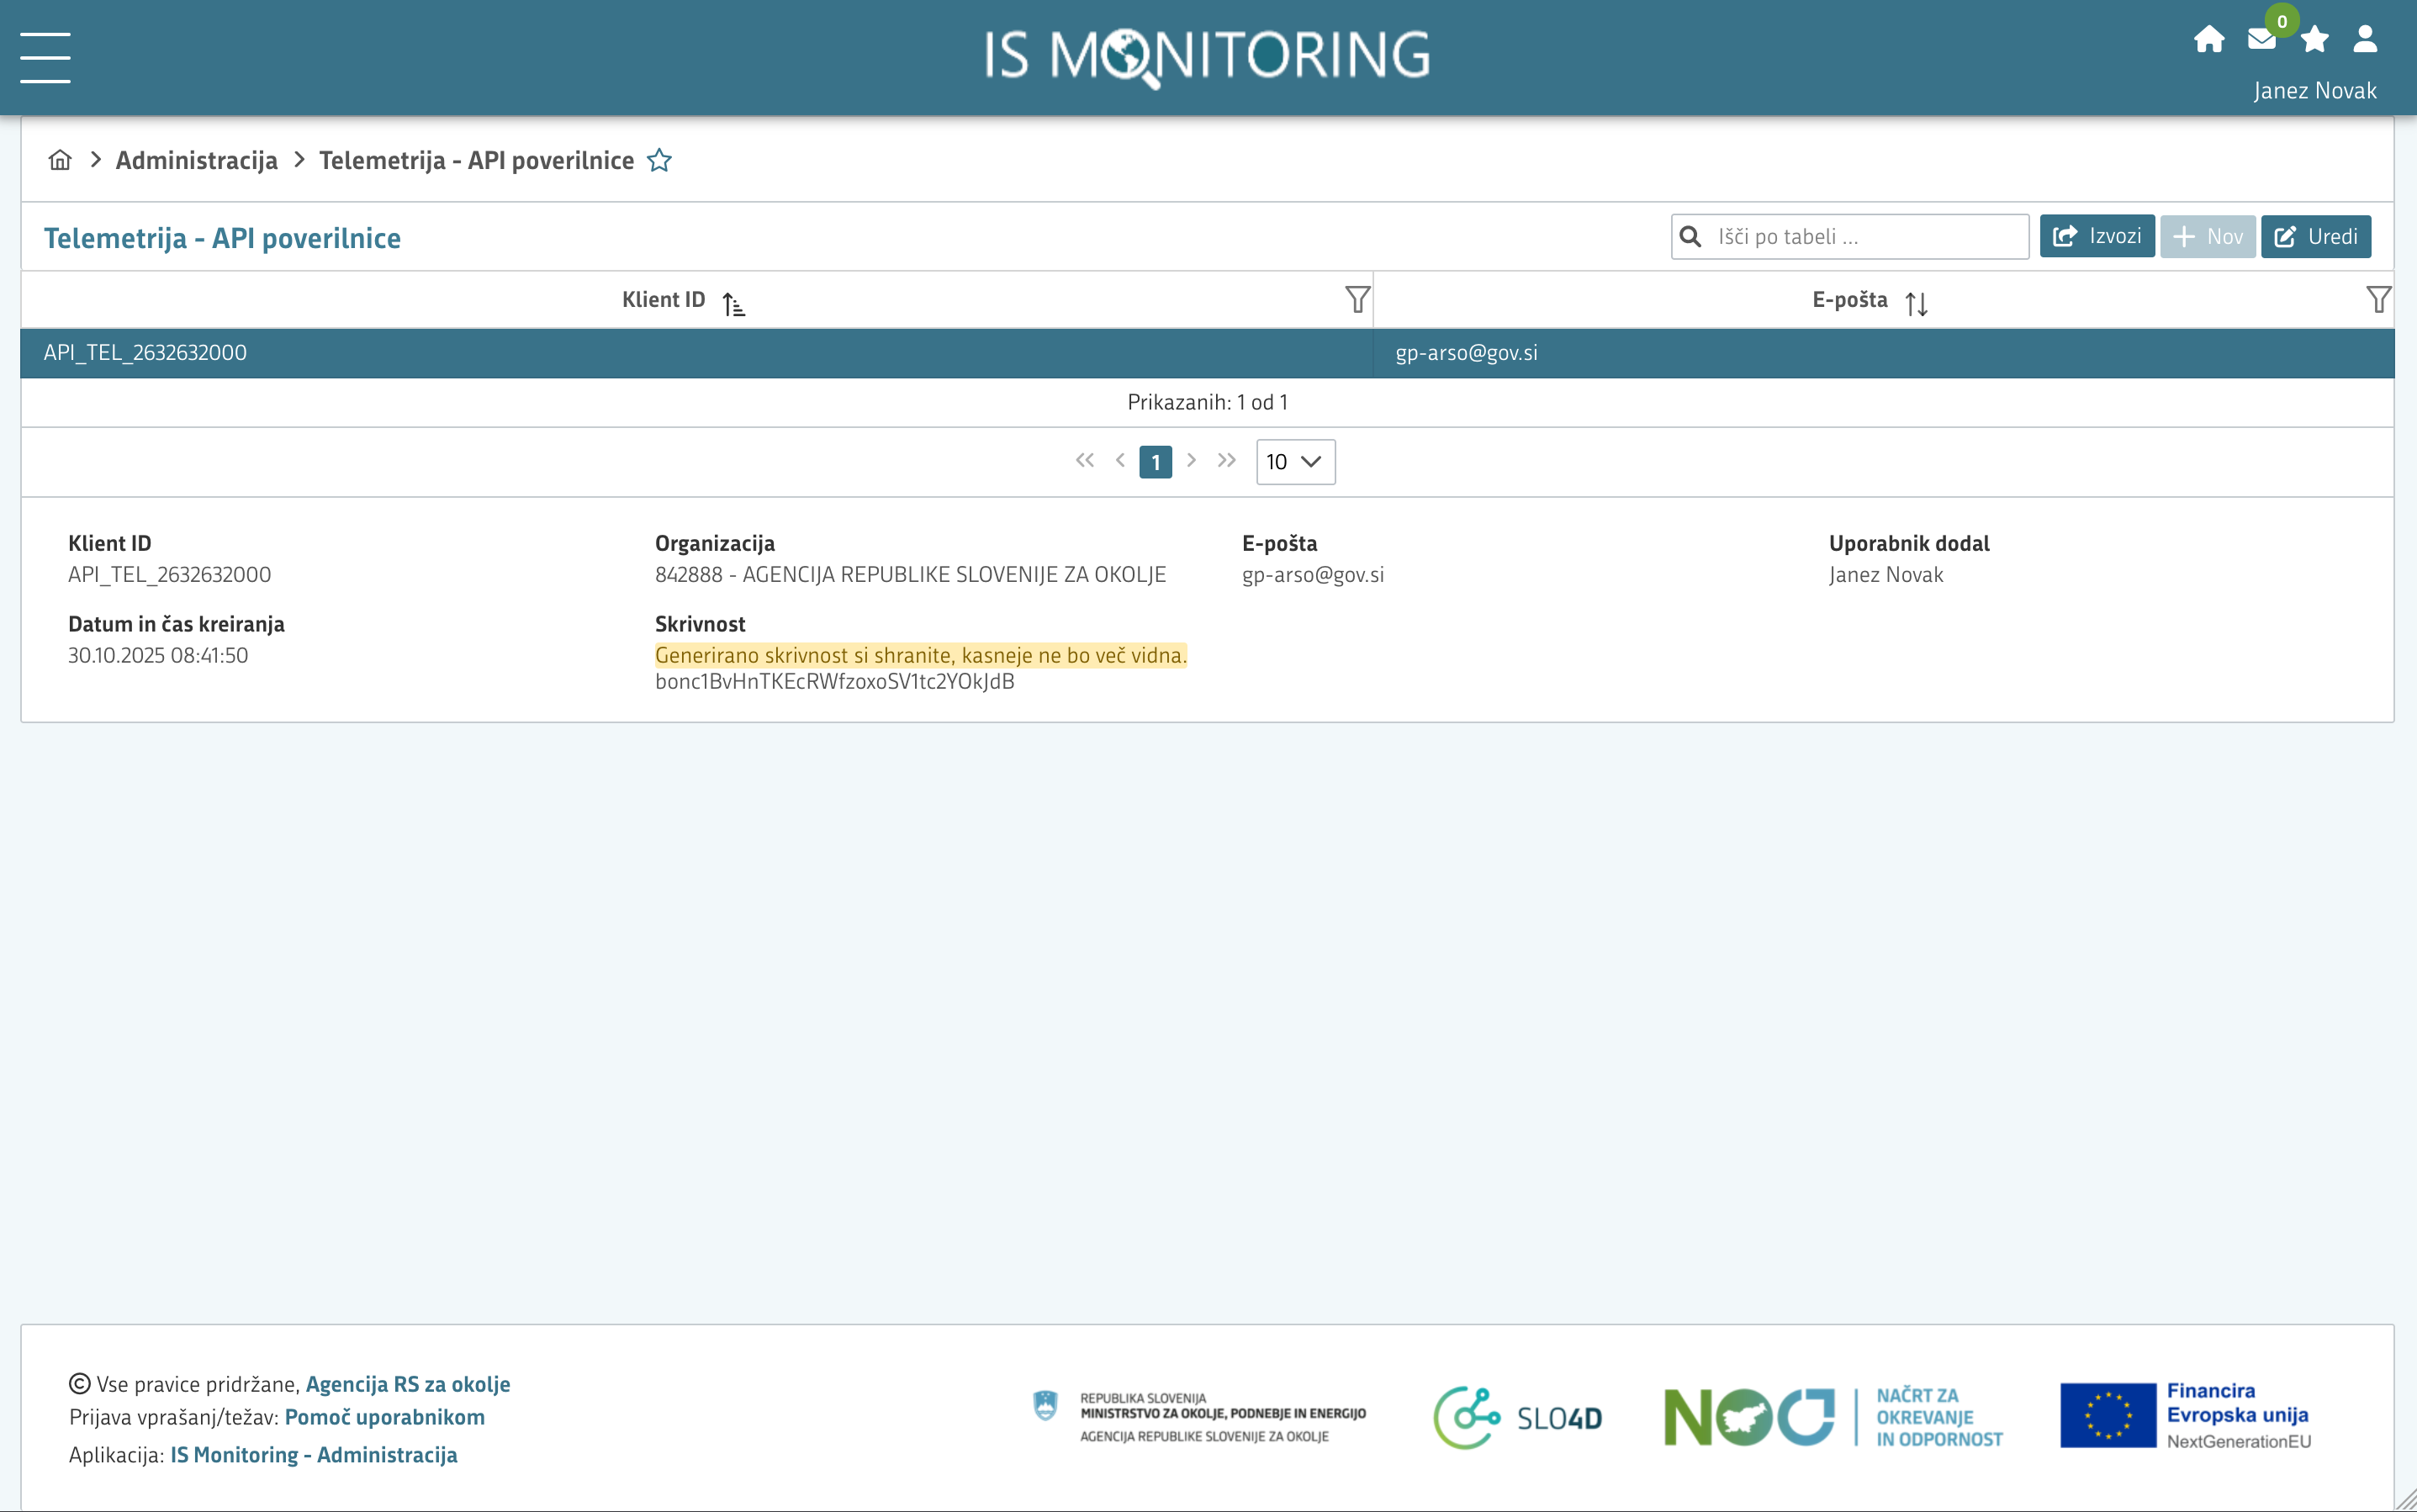 IS MONITORING
0
Janez Novak
Administracija > Telemetrija - API poverilnice
Telemetrija - API poverilnice
Išči po tabeli ...
Izvozi
Nov
Uredi
Klient ID
E-pošta
API_TEL_2632632000
gp-arso@gov.si
Prikazanih: 1 od 1
1
10
Klient ID
API_TEL_2632632000
Organizacija
842888 - AGENCIJA REPUBLIKE SLOVENIJE ZA OKOLJE
E-pošta
gp-arso@gov.si
Uporabnik dodal
Janez Novak
Datum in čas kreiranja
30.10.2025 08:41:50
Skrivnost
Generirano skrivnost si shranite, kasneje ne bo več vidna.
bonc1BvHnTKEcRWfzoxoSV1tc2YOkJdB
© Vse pravice pridržane, Agencija RS za okolje
Prijava vprašanj/težav: Pomoč uporabnikom
Aplikacija: IS Monitoring - Administracija
REPUBLIKA SLOVENIJA
MINISTRSTVO ZA OKOLJE, PODNEBJE IN ENERGIJO
AGENCIJA REPUBLIKE SLOVENIJE ZA OKOLJE
SLO4D
NOO
NAČRT ZA
OKREVANJE
IN ODPORNOST
Financira
Evropska unija
NextGenerationEU